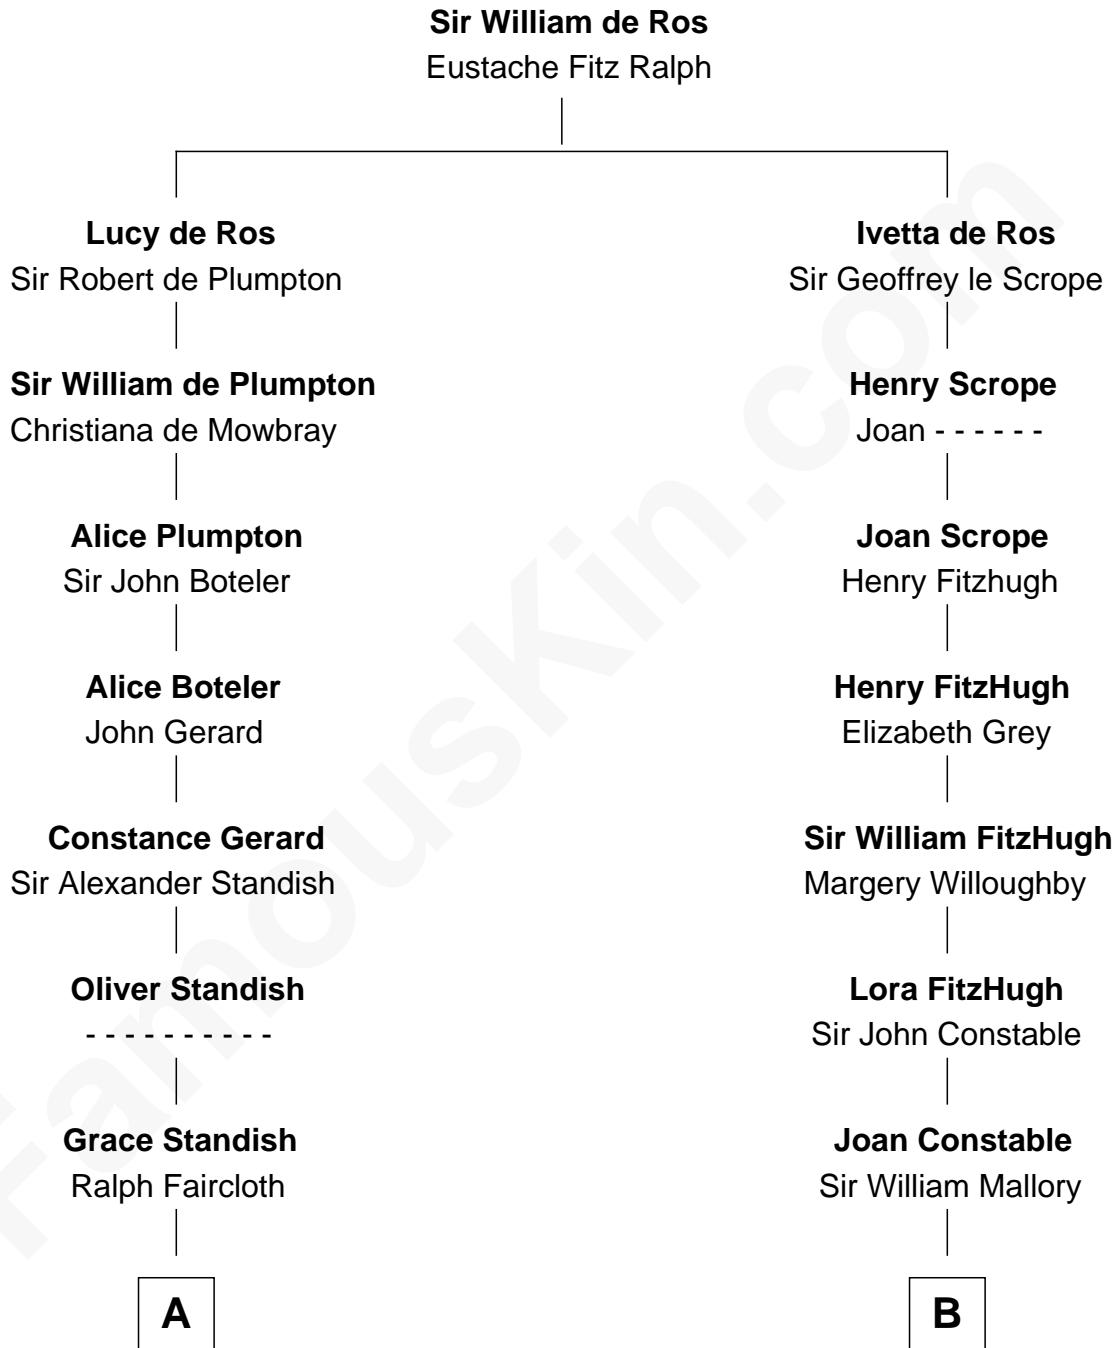 Sir William de Ros
Eustache Fitz Ralph
Lucy de Ros
Sir Robert de Plumpton
Ivetta de Ros
Sir Geoffrey le Scrope
Sir William de Plumpton
Christiana de Mowbray
Henry Scrope
Joan - - - - - -
Alice Plumpton
Sir John Boteler
Joan Scrope
Henry Fitzhugh
Alice Boteler
John Gerard
Henry FitzHugh
Elizabeth Grey
Constance Gerard
Sir Alexander Standish
Sir William FitzHugh
Margery Willoughby
Oliver Standish
- - - - - - - - - -
Lora FitzHugh
Sir John Constable
Grace Standish
Ralph Faircloth
Joan Constable
Sir William Mallory
A
B
FamousKin.com